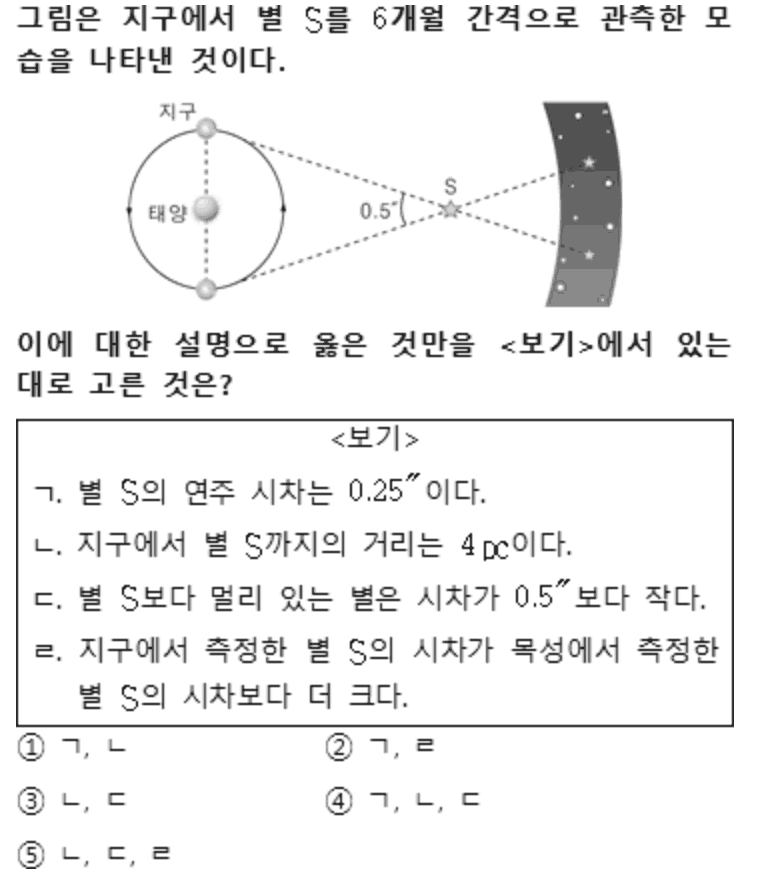 그림은 지구에서 별 S를 6개월 간격으로 관측한 모
습을 나타낸 것이다.
지구
S
태양
0.5″
이에 대한 설명으로 옳은 것만을 <보기>에서 있는
대로 고른 것은?
<보기>
ㄱ. 별 S의 연주 시차는 0.25″이다.
ㄴ. 지구에서 별 S까지의 거리는 4pc이다.
ㄷ. 별 S보다 멀리 있는 별은 시차가 0.5″보다 작다.
ㄹ. 지구에서 측정한 별 S의 시차가 목성에서 측정한
별 S의 시차보다 더 크다.
① ㄱ, ㄴ ② ㄱ, ㄹ
③ ㄴ, ㄷ ④ ㄱ, ㄴ, ㄷ
⑤ ㄴ, ㄷ, ㄹ